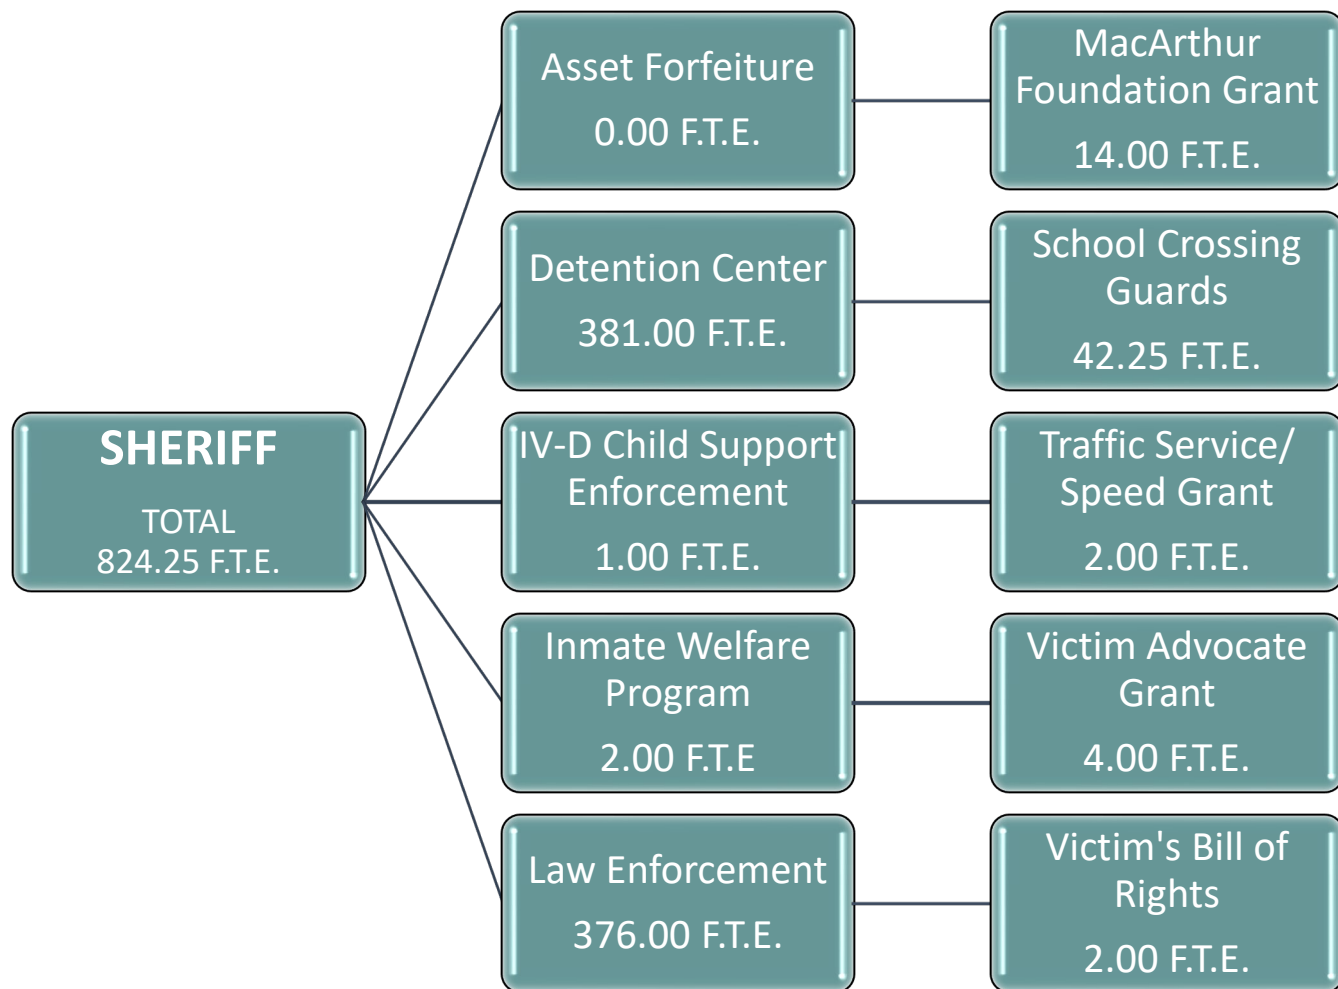 SHERIFF
TOTAL
824.25 F.T.E.
Asset Forfeiture
0.00 F.T.E.
Detention Center
381.00 F.T.E.
IV-D Child Support
Enforcement
1.00 F.T.E.
Inmate Welfare
Program
2.00 F.T.E
Law Enforcement
376.00 F.T.E.
MacArthur
Foundation Grant
14.00 F.T.E.
School Crossing
Guards
42.25 F.T.E.
Traffic Service/
Speed Grant
2.00 F.T.E.
Victim Advocate
Grant
4.00 F.T.E.
Victim's Bill of
Rights
2.00 F.T.E.